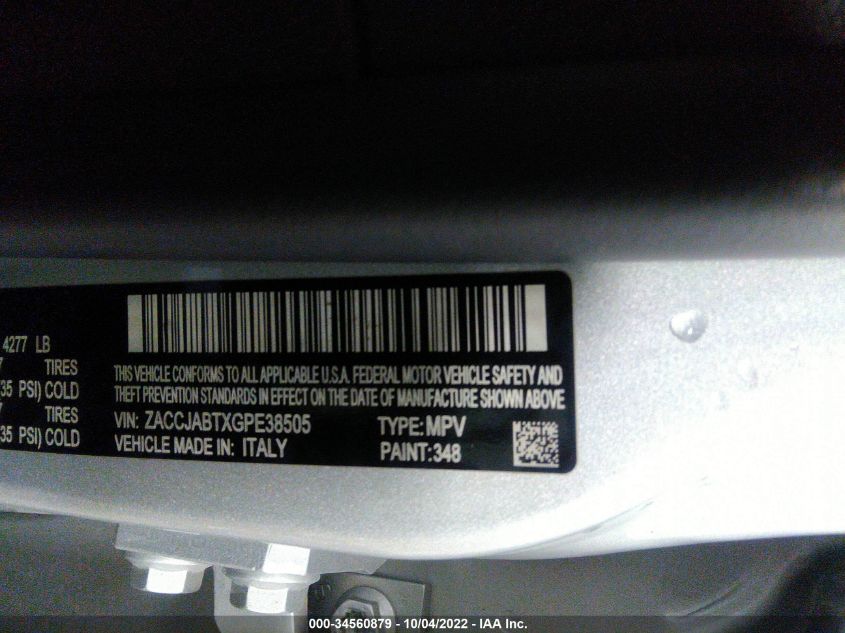 4277 LB
TIRES
35 PSI) COLD
TIRES
35 PSI) COLD
THIS VEHICLE CONFORMS TO ALL APPLICABLE U.S.A. FEDERAL MOTOR VEHICLE SAFETY AND
THEFT PREVENTION STANDARDS IN EFFECT ON THE DATE OF MANUFACTURE SHOWN ABOVE
VIN: ZACCJABTXGPE38505 TYPE:MPV
VEHICLE MADE IN: ITALY PAINT:348
000-34560879 - 10/04/2022 - IAA Inc.